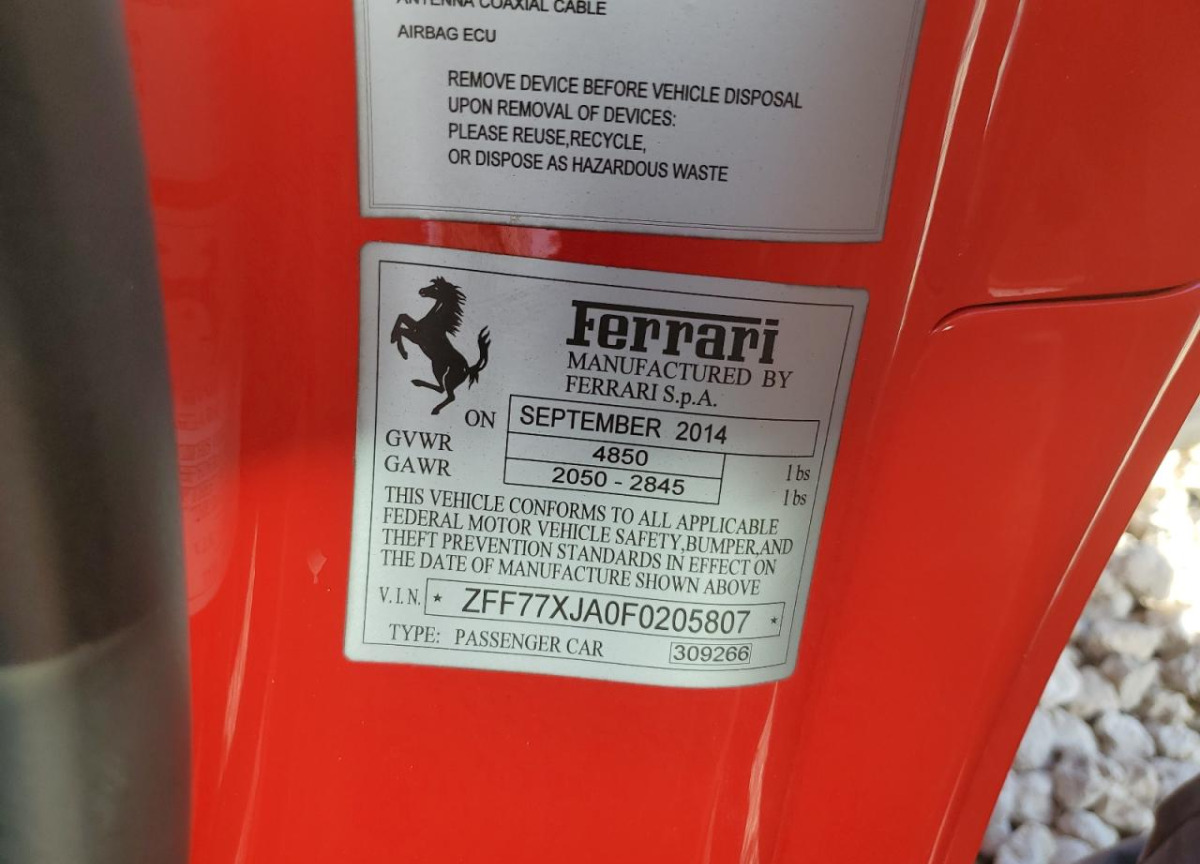 ANTENNA COAXIAL CABLE
AIRBAG ECU
REMOVE DEVICE BEFORE VEHICLE DISPOSAL
UPON REMOVAL OF DEVICES:
PLEASE REUSE,RECYCLE,
OR DISPOSE AS HAZARDOUS WASTE
Ferrari
MANUFACTURED BY
FERRARI S.p.A.
ON SEPTEMBER 2014
GVWR 4850 lbs
GAWR 2050 - 2845 lbs
THIS VEHICLE CONFORMS TO ALL APPLICABLE
FEDERAL MOTOR VEHICLE SAFETY,BUMPER,AND
THEFT PREVENTION STANDARDS IN EFFECT ON
THE DATE OF MANUFACTURE SHOWN ABOVE
V.I.N. * ZFF77XJA0F0205807 *
TYPE: PASSENGER CAR 309266